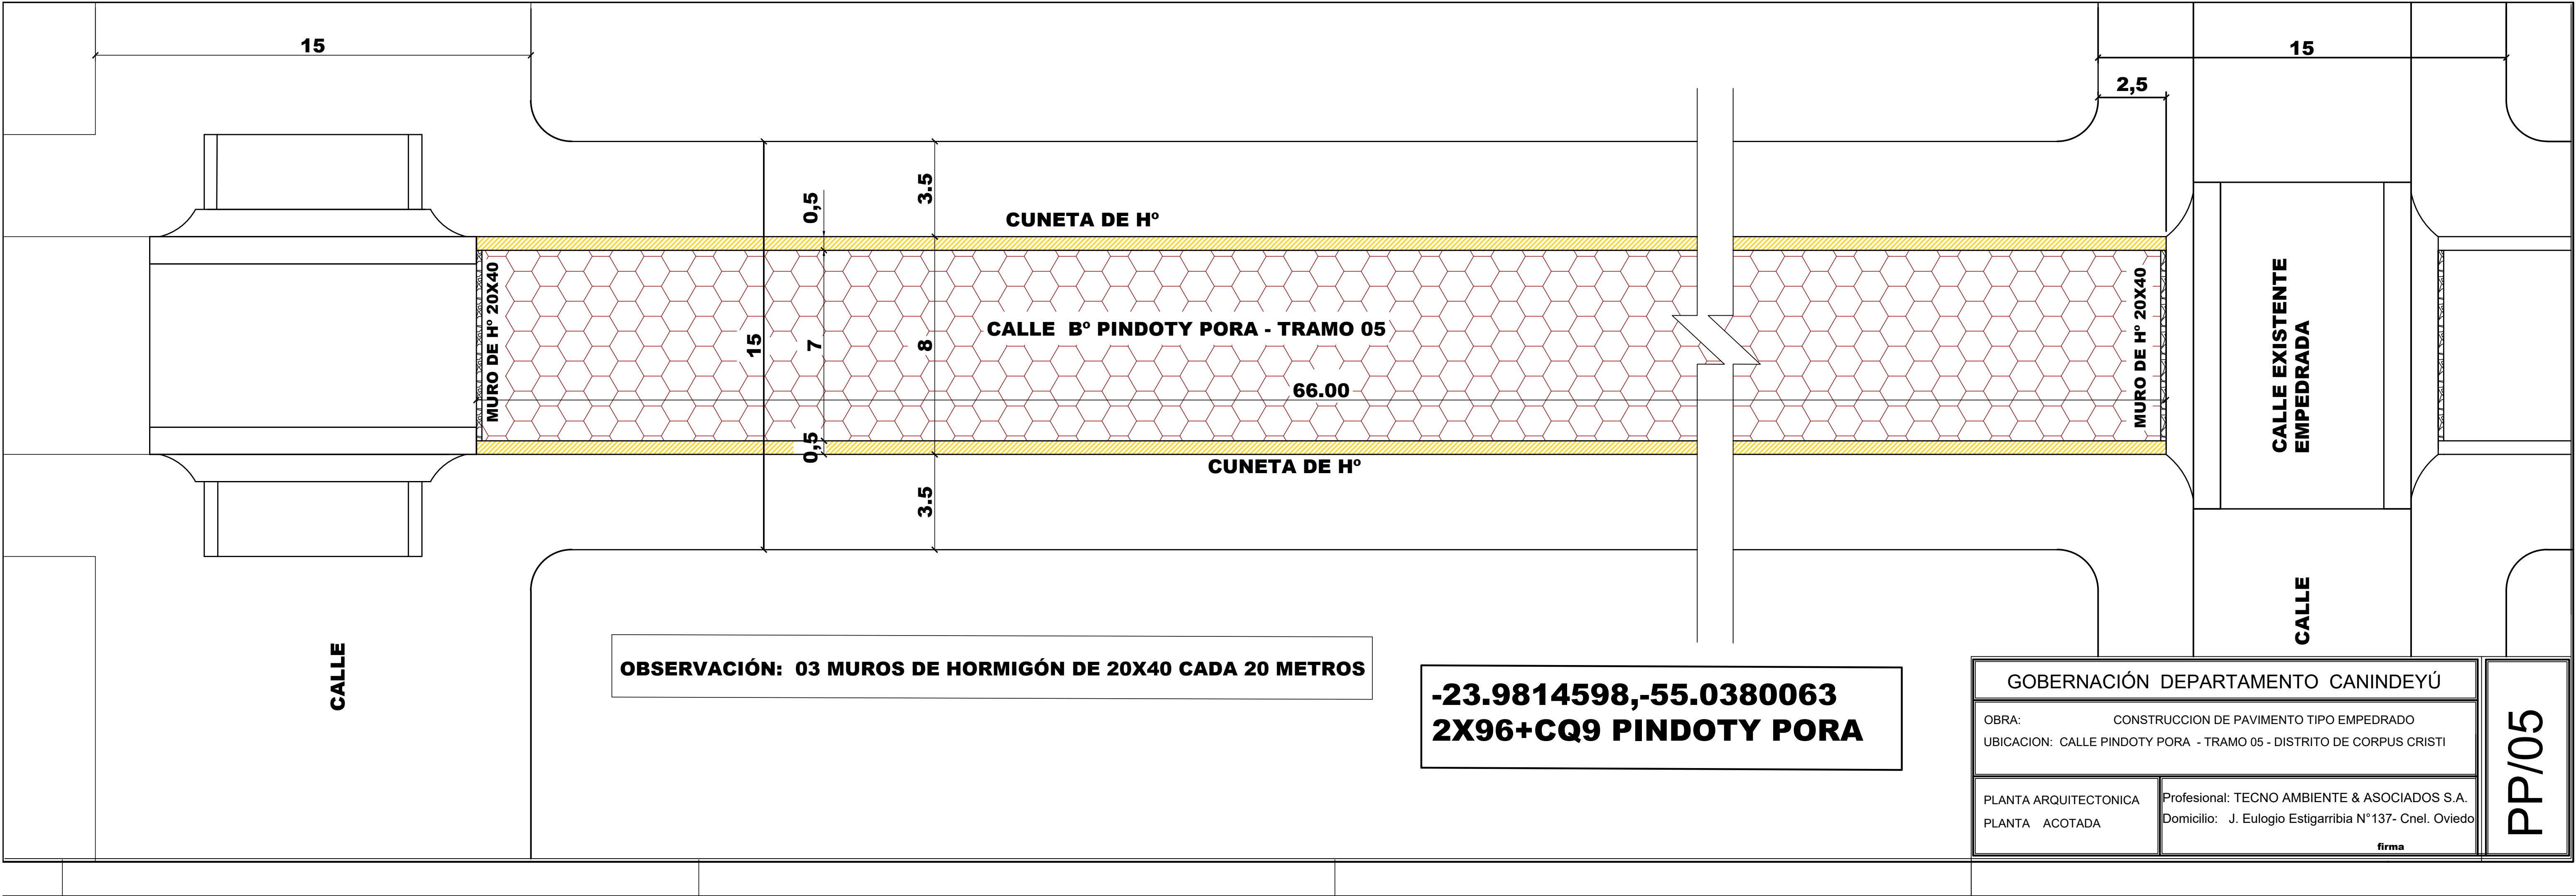 15
15
2,5
3.5
0,5
CUNETA DE Hº
MURO DE Hº 20X40
CALLE Bº PINDOTY PORA - TRAMO 05
15
7
8
66.00
MURO DE Hº 20X40
CALLE EXISTENTE
EMPEDRADA
0,5
CUNETA DE Hº
3.5
CALLE
CALLE
OBSERVACIÓN: 03 MUROS DE HORMIGÓN DE 20X40 CADA 20 METROS
-23.9814598,-55.0380063
2X96+CQ9 PINDOTY PORA
GOBERNACIÓN DEPARTAMENTO CANINDEYÚ
OBRA: CONSTRUCCION DE PAVIMENTO TIPO EMPEDRADO
UBICACION: CALLE PINDOTY PORA - TRAMO 05 - DISTRITO DE CORPUS CRISTI
PLANTA ARQUITECTONICA
PLANTA ACOTADA
Profesional: TECNO AMBIENTE & ASOCIADOS S.A.
Domicilio: J. Eulogio Estigarribia N°137- Cnel. Oviedo
firma
PP/05